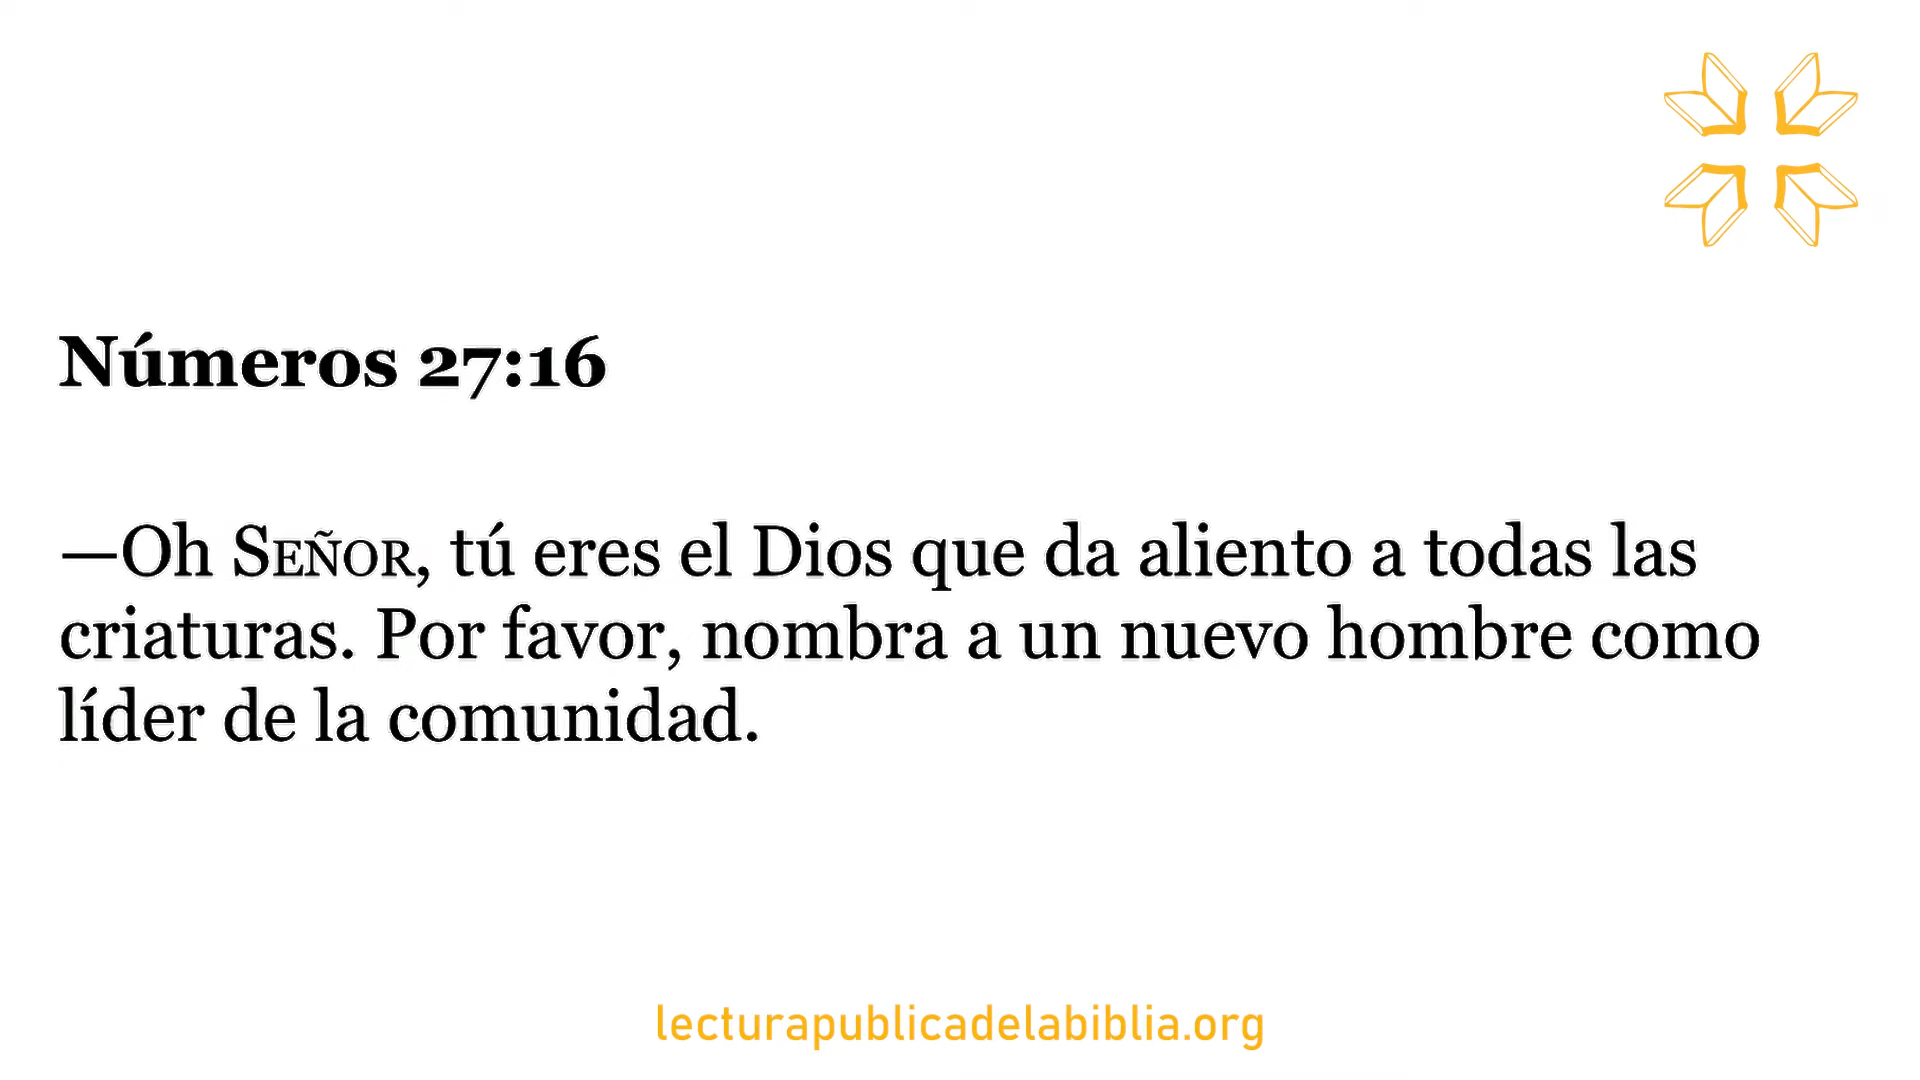 Números 27:16
—Oh SEÑOR, tú eres el Dios que da aliento a todas las
criaturas. Por favor, nombra a un nuevo hombre como
líder de la comunidad.
lecturapublicadelabiblia.org